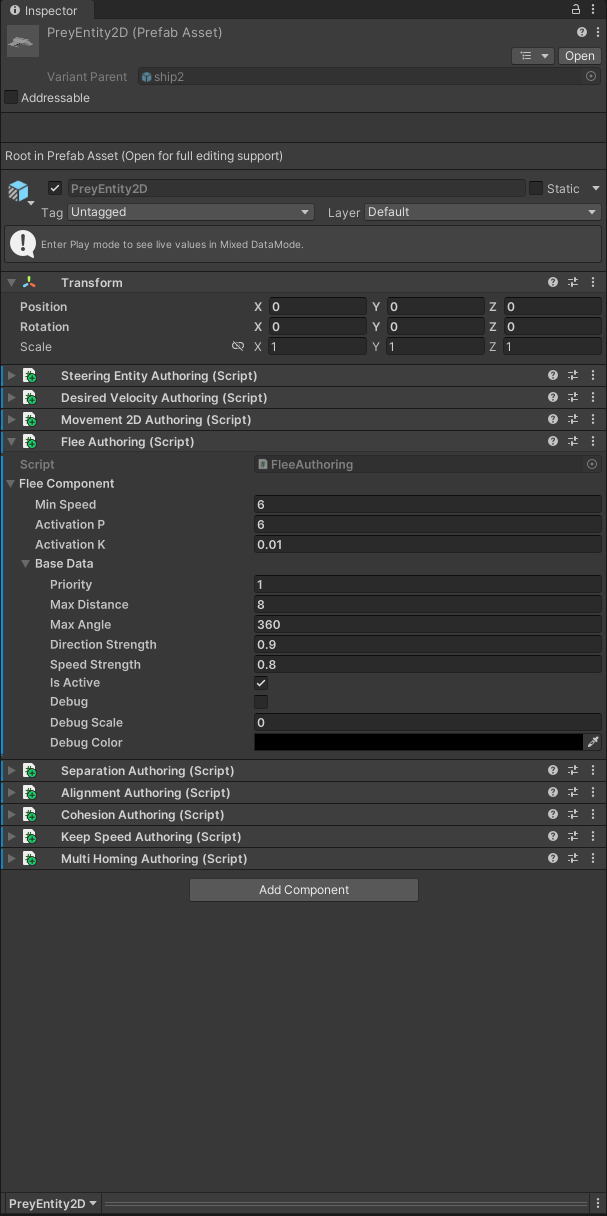 Inspector
PreyEntity2D (Prefab Asset)
Open
Variant Parent ship2
Addressable
Root in Prefab Asset (Open for full editing support)
PreyEntity2D Static
Tag Untagged Layer Default
Enter Play mode to see live values in Mixed DataMode.
Transform
Position X 0 Y 0 Z 0
Rotation X 0 Y 0 Z 0
Scale X 1 Y 1 Z 1
Steering Entity Authoring (Script)
Desired Velocity Authoring (Script)
Movement 2D Authoring (Script)
Flee Authoring (Script)
Script FleeAuthoring
Flee Component
Min Speed 6
Activation P 6
Activation K 0.01
Base Data
Priority 1
Max Distance 8
Max Angle 360
Direction Strength 0.9
Speed Strength 0.8
Is Active
Debug
Debug Scale 0
Debug Color
Separation Authoring (Script)
Alignment Authoring (Script)
Cohesion Authoring (Script)
Keep Speed Authoring (Script)
Multi Homing Authoring (Script)
Add Component
PreyEntity2D